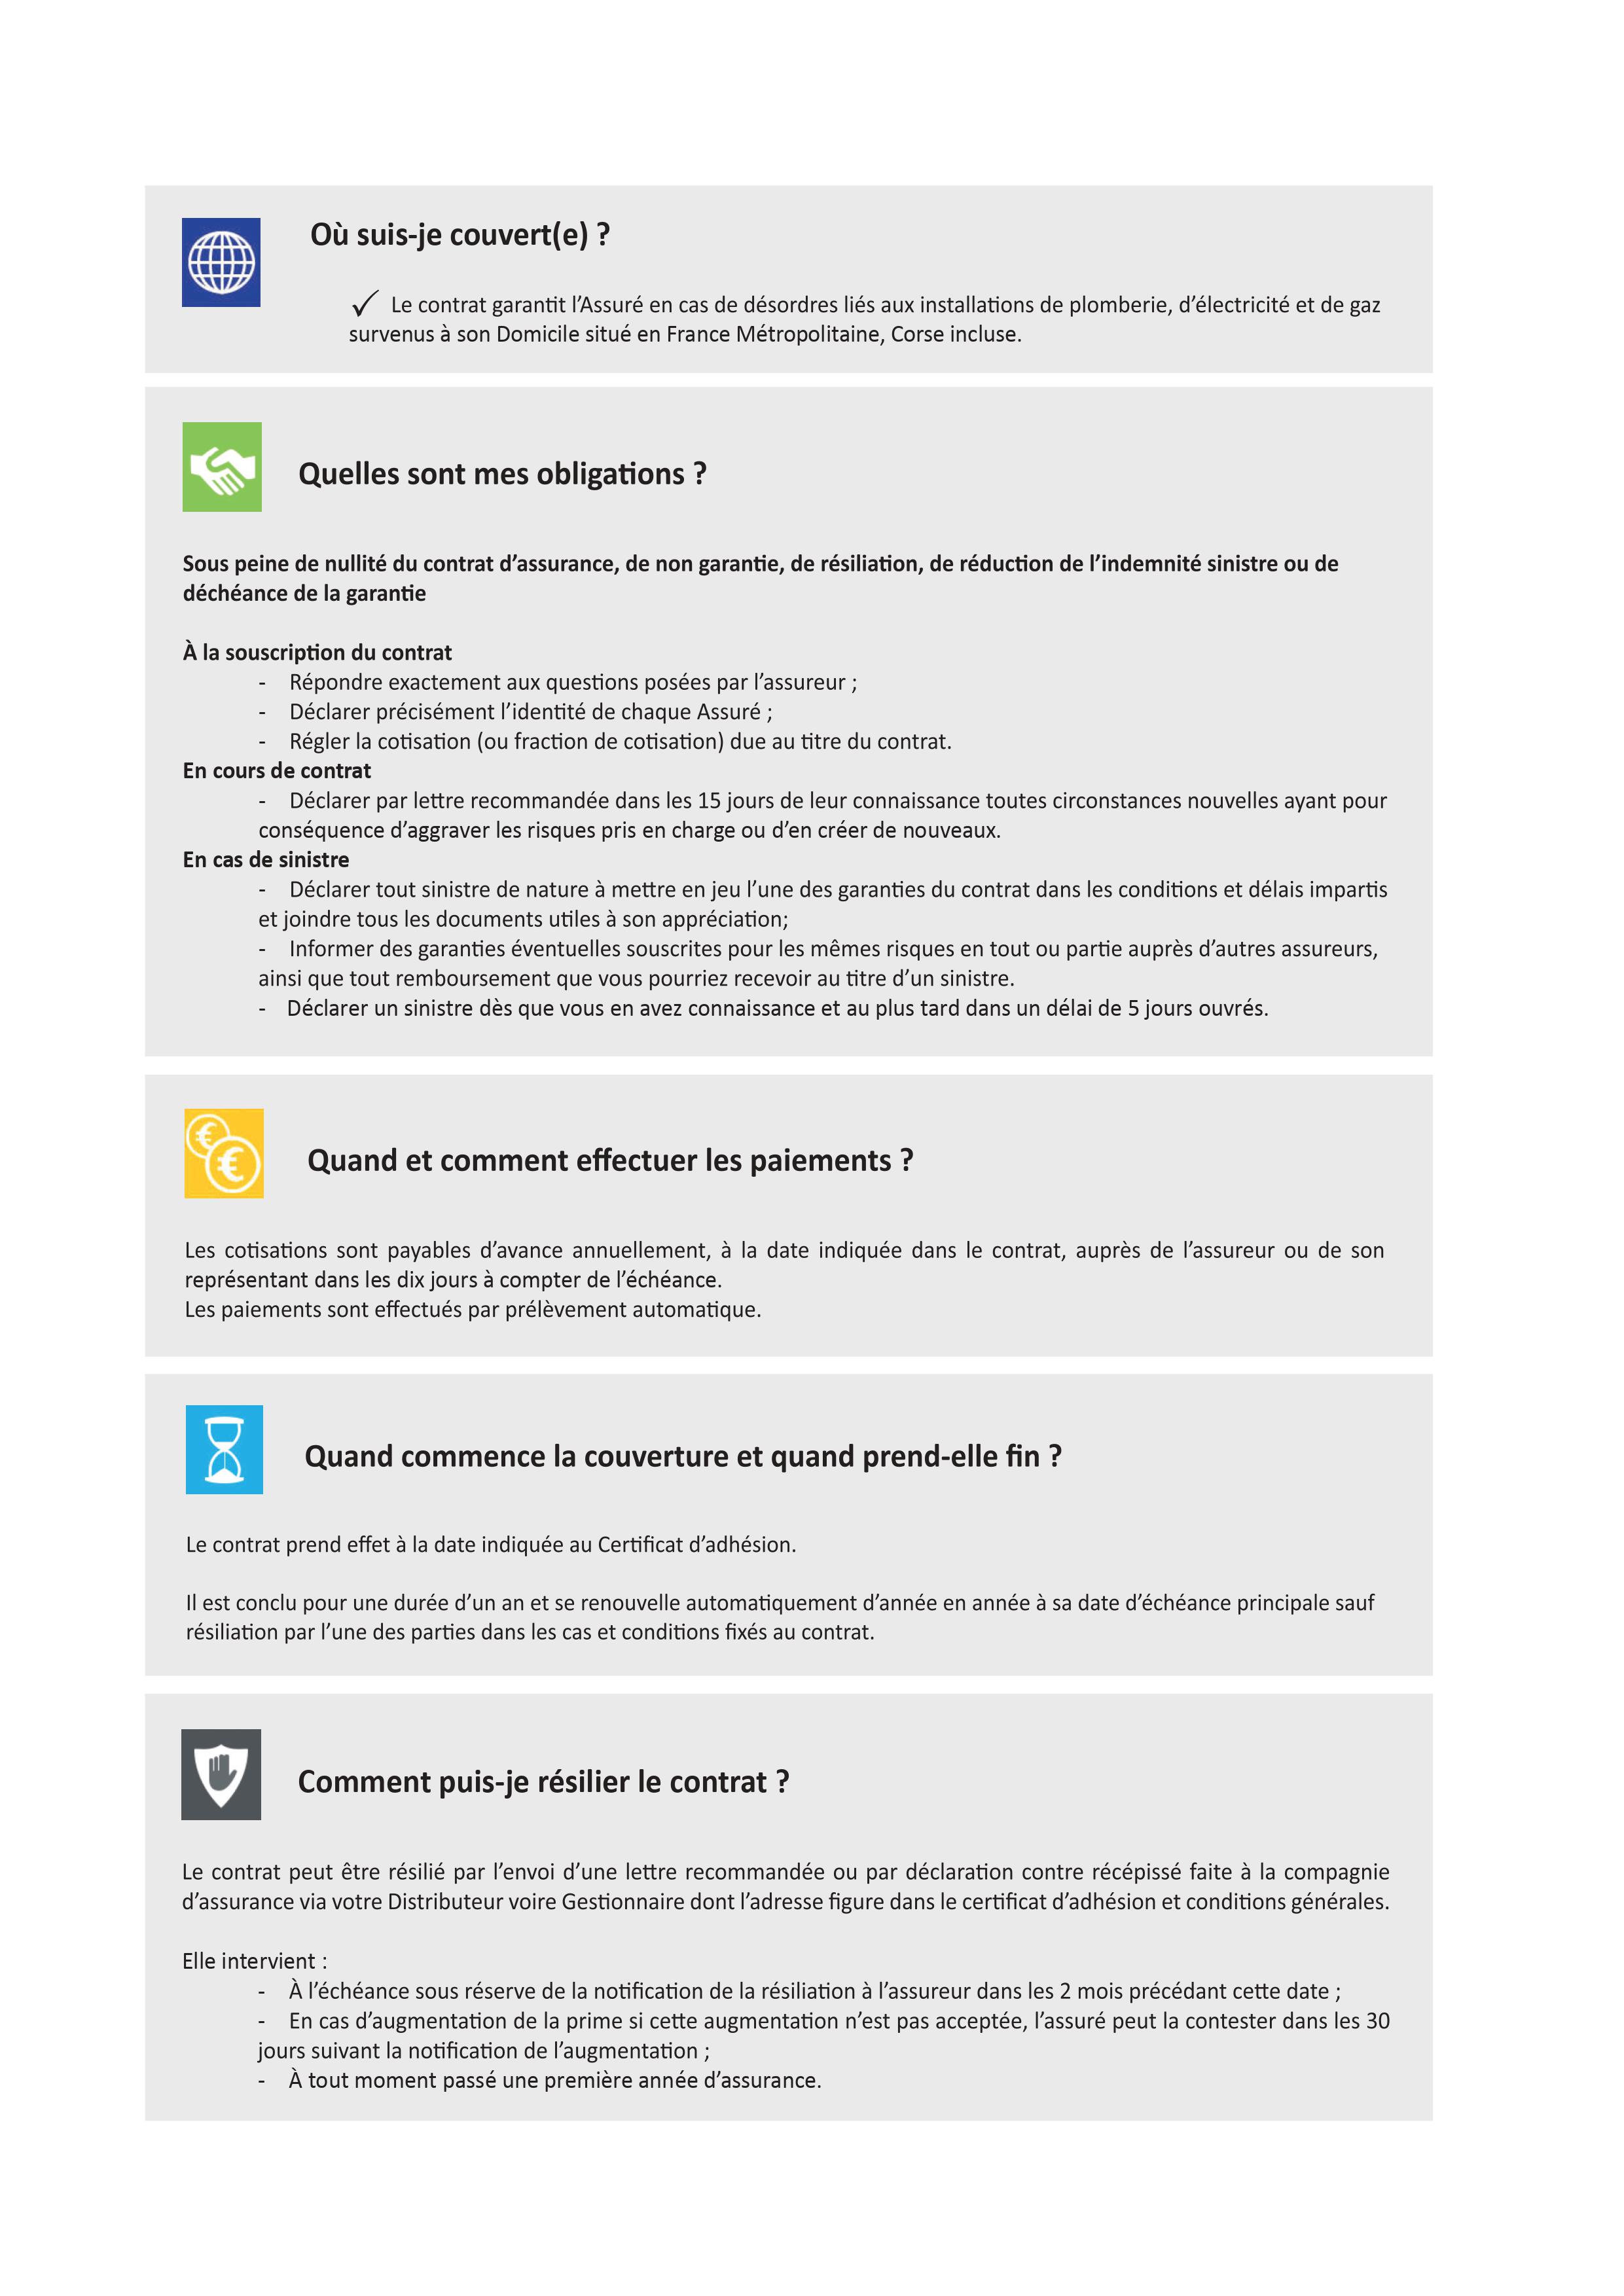 Où suis-je couvert(e) ?
✓ Le contrat garantit l’Assuré en cas de désordres liés aux installations de plomberie, d’électricité et de gaz
survenus à son Domicile situé en France Métropolitaine, Corse incluse.
Quelles sont mes obligations ?
Sous peine de nullité du contrat d’assurance, de non garantie, de résiliation, de réduction de l’indemnité sinistre ou de
déchéance de la garantie
À la souscription du contrat
- Répondre exactement aux questions posées par l’assureur ;
- Déclarer précisément l’identité de chaque Assuré ;
- Régler la cotisation (ou fraction de cotisation) due au titre du contrat.
En cours de contrat
- Déclarer par lettre recommandée dans les 15 jours de leur connaissance toutes circonstances nouvelles ayant pour
conséquence d’aggraver les risques pris en charge ou d’en créer de nouveaux.
En cas de sinistre
- Déclarer tout sinistre de nature à mettre en jeu l’une des garanties du contrat dans les conditions et délais impartis
et joindre tous les documents utiles à son appréciation;
- Informer des garanties éventuelles souscrites pour les mêmes risques en tout ou partie auprès d’autres assureurs,
ainsi que tout remboursement que vous pourriez recevoir au titre d’un sinistre.
- Déclarer un sinistre dès que vous en avez connaissance et au plus tard dans un délai de 5 jours ouvrés.
€ €
Quand et comment effectuer les paiements ?
Les cotisations sont payables d’avance annuellement, à la date indiquée dans le contrat, auprès de l’assureur ou de son
représentant dans les dix jours à compter de l’échéance.
Les paiements sont effectués par prélèvement automatique.
Quand commence la couverture et quand prend-elle fin ?
Le contrat prend effet à la date indiquée au Certificat d’adhésion.
Il est conclu pour une durée d’un an et se renouvelle automatiquement d’année en année à sa date d’échéance principale sauf
résiliation par l’une des parties dans les cas et conditions fixés au contrat.
Comment puis-je résilier le contrat ?
Le contrat peut être résilié par l’envoi d’une lettre recommandée ou par déclaration contre récépissé faite à la compagnie
d’assurance via votre Distributeur voire Gestionnaire dont l’adresse figure dans le certificat d’adhésion et conditions générales.
Elle intervient :
- À l’échéance sous réserve de la notification de la résiliation à l’assureur dans les 2 mois précédant cette date ;
- En cas d’augmentation de la prime si cette augmentation n’est pas acceptée, l’assuré peut la contester dans les 30
jours suivant la notification de l’augmentation ;
- À tout moment passé une première année d’assurance.